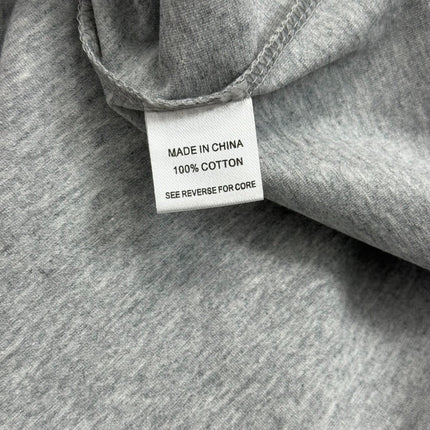 MADE IN CHINA
100% COTTON
SEE REVERSE FOR CORE